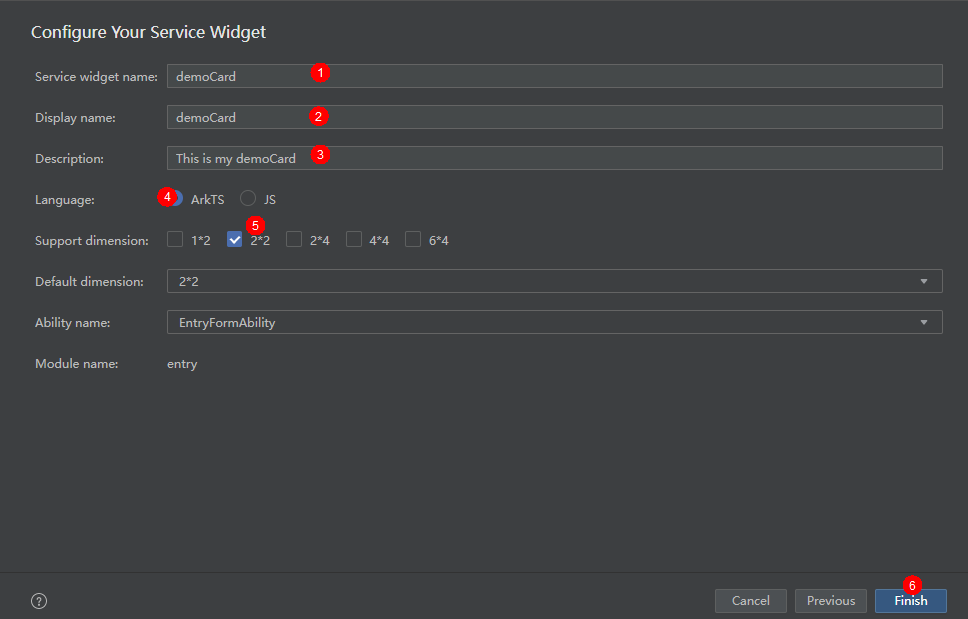 Configure Your Service Widget
Service widget name: demoCard 1
Display name: demoCard 2
Description: This is my demoCard 3
Language: 4 ArkTS JS
5
Support dimension: 1*2 2*2 2*4 4*4 6*4
Default dimension: 2*2
Ability name: EntryFormAbility
Module name: entry
6
? Cancel Previous Finish